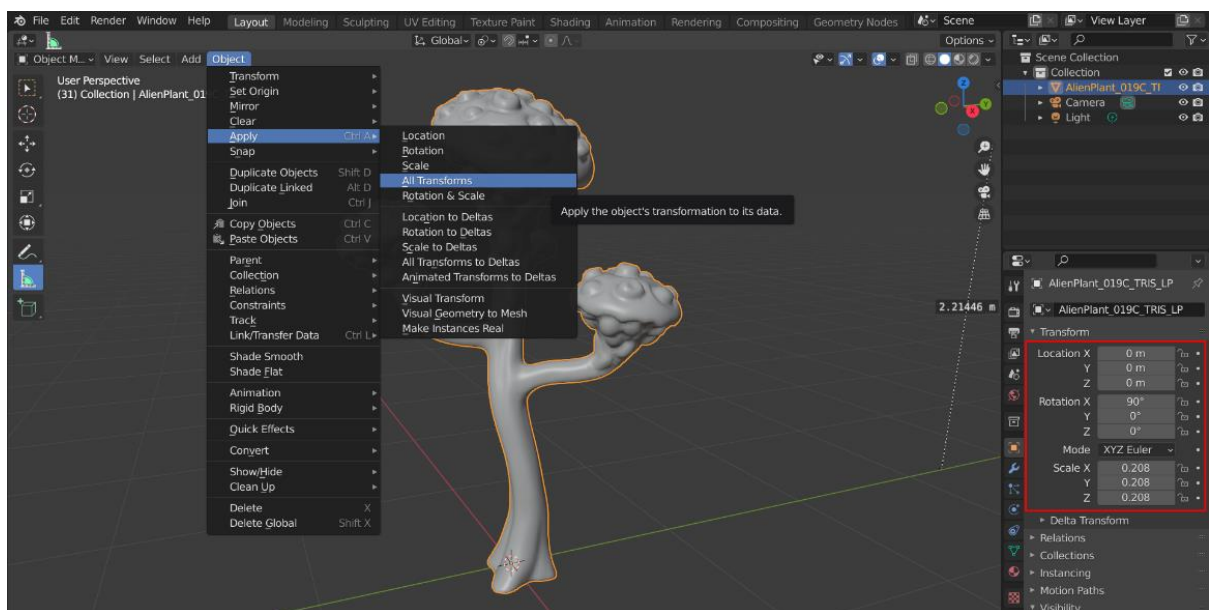 File Edit Render Window Help Layout Modeling Sculpting UV Editing Texture Paint Shading Animation Rendering Compositing Geometry Nodes Scene View Layer
Global Options
Object M... View Select Add Object
User Perspective
(31) Collection | AlienPlant_01
Transform
Set Origin
Mirror
Clear
Apply Ctrl A
Snap
Duplicate Objects Shift D
Duplicate Linked Alt D
Join Ctrl J
Copy Objects Ctrl C
Paste Objects Ctrl V
Parent
Collection
Relations
Constraints
Track
Link/Transfer Data Ctrl L
Shade Smooth
Shade Flat
Animation
Rigid Body
Quick Effects
Convert
Show/Hide
Clean Up
Delete X
Delete Global Shift X
Location
Rotation
Scale
All Transforms
Rotation & Scale
Location to Deltas
Rotation to Deltas
Scale to Deltas
All Transforms to Deltas
Animated Transforms to Deltas
Visual Transform
Visual Geometry to Mesh
Make Instances Real
Apply the object's transformation to its data.
Z
X
Y
2.21446 m
Scene Collection
Collection
AlienPlant_019C_TI
Camera
Light
AlienPlant_019C_TRIS_LP
AlienPlant_019C_TRIS_LP
Transform
Location X 0 m
Y 0 m
Z 0 m
Rotation X 90°
Y 0°
Z 0°
Mode XYZ Euler
Scale X 0.208
Y 0.208
Z 0.208
Delta Transform
Relations
Collections
Instancing
Motion Paths
Visibility